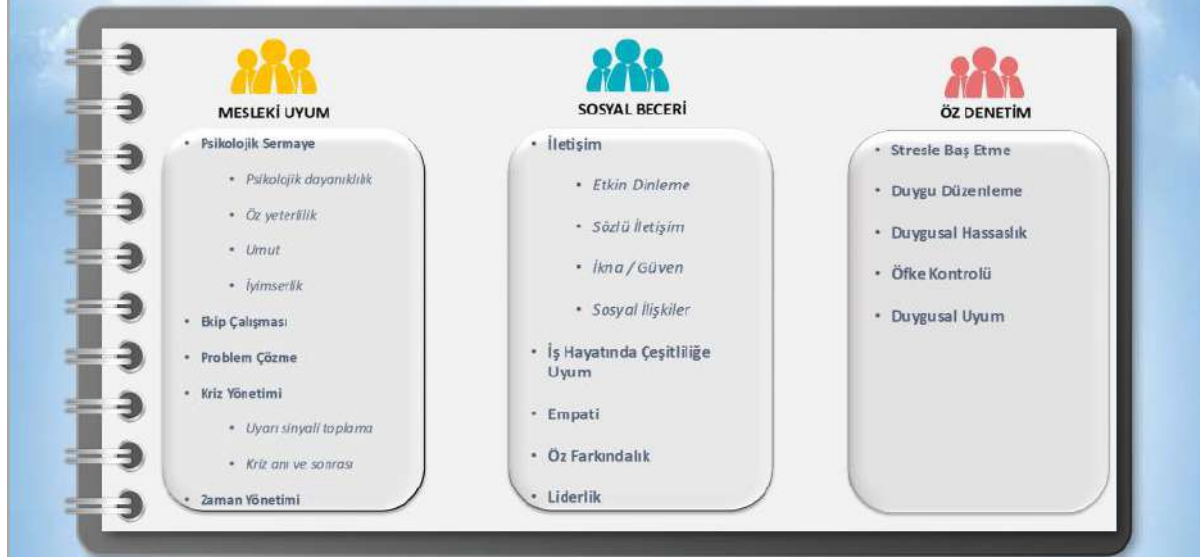 MESLEKİ UYUM
• Psikolojik Sermaye
• Psikolojik dayanıklılık
• Öz yeterlilik
• Umut
• İyimserlik
• Ekip Çalışması
• Problem Çözme
• Kriz Yönetimi
• Uyarı sinyali toplama
• Kriz anı ve sonrası
• Zaman Yönetimi
SOSYAL BECERİ
• İletişim
• Etkin Dinleme
• Sözlü İletişim
• İkna / Güven
• Sosyal İlişkiler
• İş Hayatında Çeşitliliğe
Uyum
• Empati
• Öz Farkındalık
• Liderlik
ÖZ DENETİM
• Stresle Baş Etme
• Duygu Düzenleme
• Duygusal Hassaslık
• Öfke Kontrolü
• Duygusal Uyum